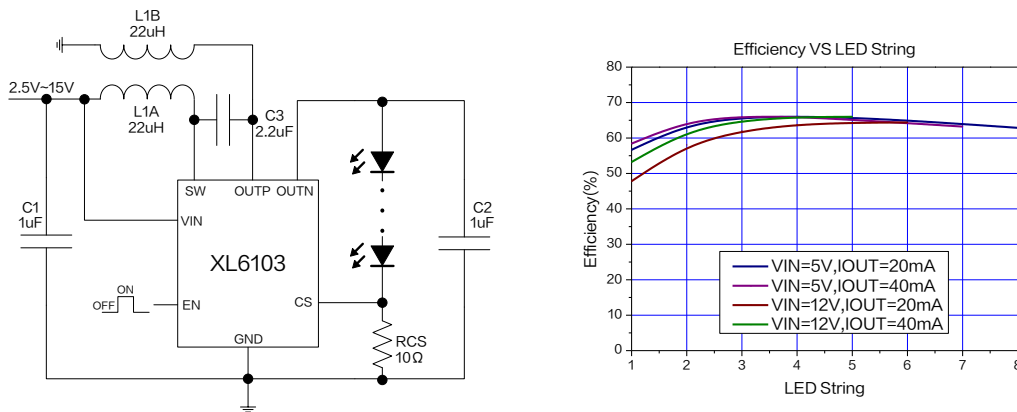 L1B
22uH
2.5V~15V
L1A
22uH
C3
2.2uF
SW
OUTP
OUTN
C1
1uF
VIN
C2
1uF
XL6103
ON
OFF
EN
CS
GND
RCS
10Ω
Efficiency VS LED String
Efficiency(%)
80
70
60
50
40
30
20
10
0
VIN=5V,IOUT=20mA
VIN=5V,IOUT=40mA
VIN=12V,IOUT=20mA
VIN=12V,IOUT=40mA
1 2 3 4 5 6 7 8
LED String